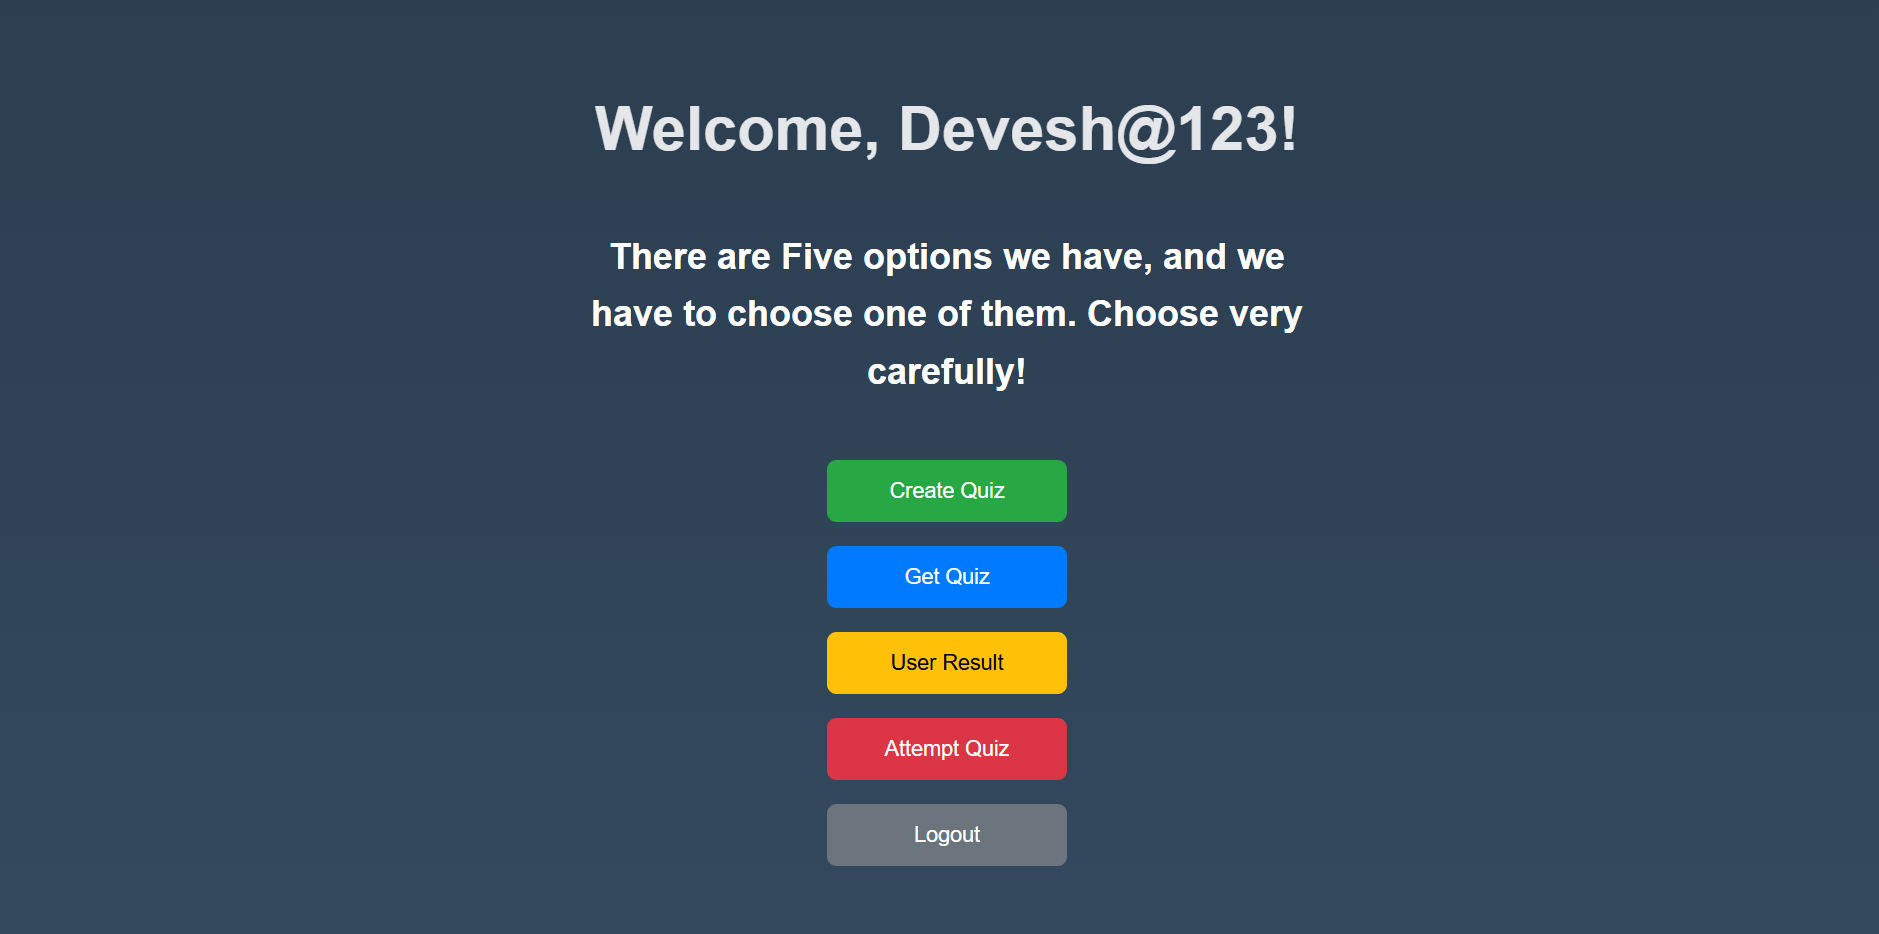 Welcome, Devesh@123!
There are Five options we have, and we
have to choose one of them. Choose very
carefully!
Create Quiz
Get Quiz
User Result
Attempt Quiz
Logout